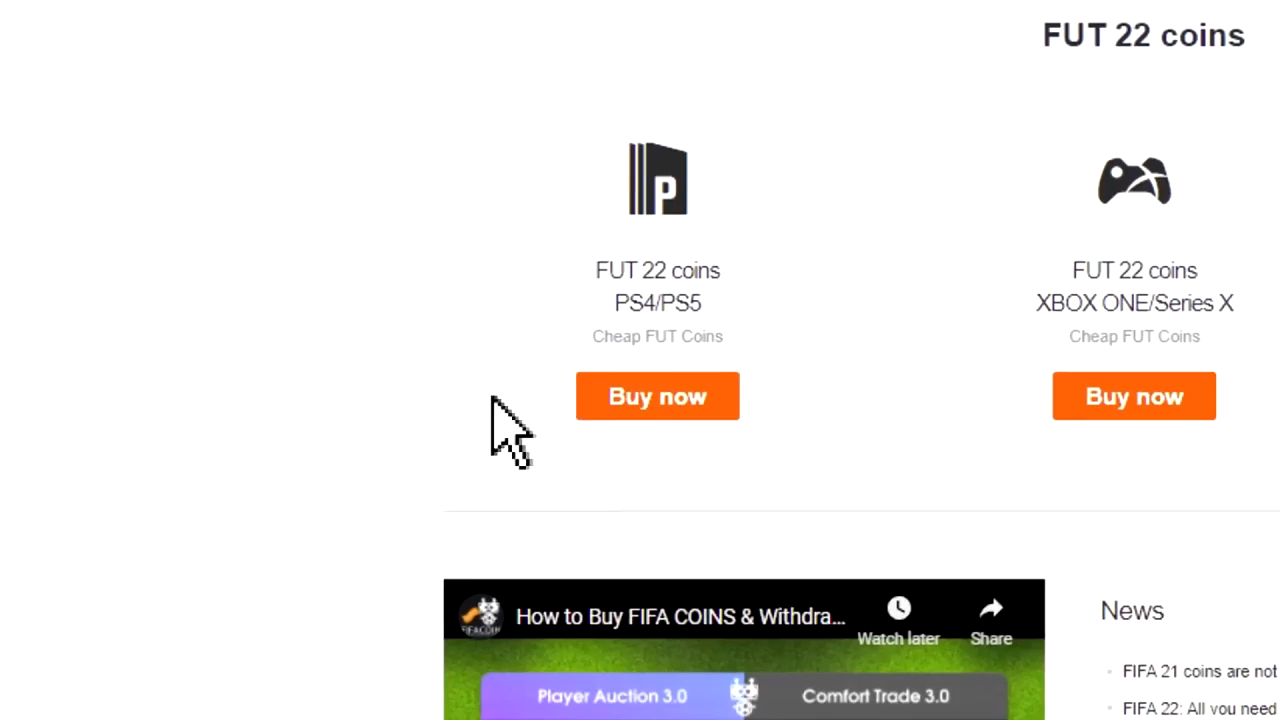 FUT 22 coins
P
FUT 22 coins
PS4/PS5
Cheap FUT Coins
Buy now
FUT 22 coins
XBOX ONE/Series X
Cheap FUT Coins
Buy now
FIFACOIN
How to Buy FIFA COINS & Withdra...
Watch later
Share
Player Auction 3.0
Comfort Trade 3.0
News
FIFA 21 coins are not
FIFA 22: All you need